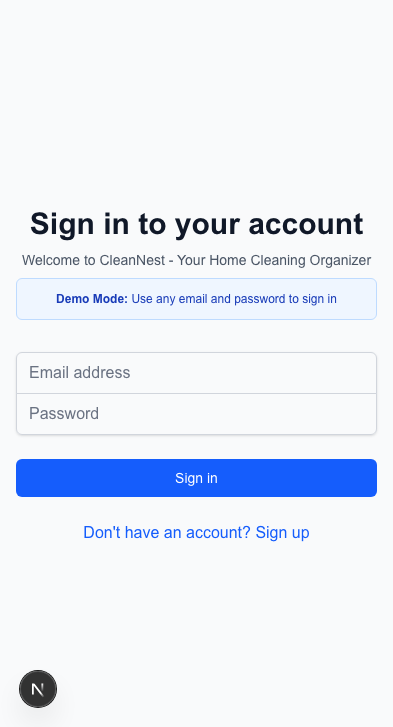 Sign in to your account
Welcome to CleanNest - Your Home Cleaning Organizer
Demo Mode: Use any email and password to sign in
Email address
Password
Sign in
Don't have an account? Sign up
N